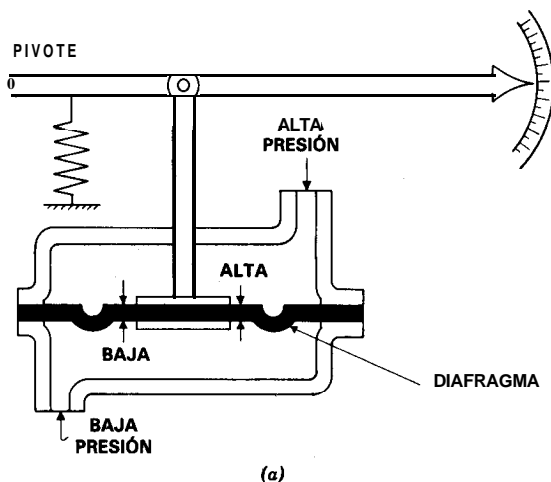 PIVOTE
0
ALTA
PRESIÓN
ALTA
BAJA
DIAFRAGMA
BAJA
PRESIÓN
(a)